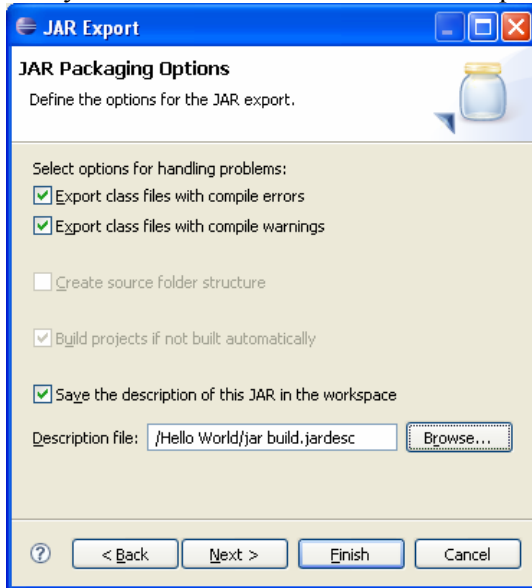 JAR Export
JAR Packaging Options
Define the options for the JAR export.
Select options for handling problems:
Export class files with compile errors
Export class files with compile warnings
Create source folder structure
Build projects if not built automatically
Save the description of this JAR in the workspace
Description file: /Hello World/jar build.jardesc Browse...
? < Back Next > Finish Cancel